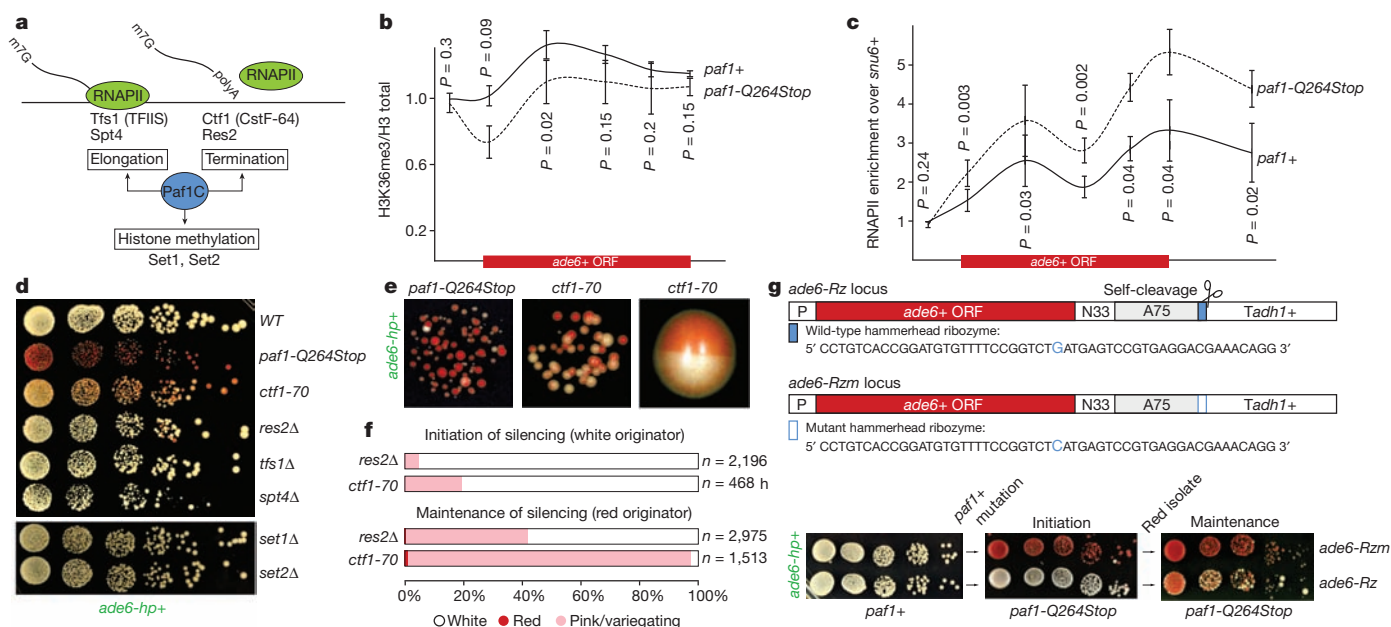 a
m7G
RNAPII
m7G
polyA
RNAPII
Tfs1 (TFIIS)
Spt4
Ctf1 (CstF-64)
Res2
Elongation
Termination
Paf1C
Histone methylation
Set1, Set2
b
H3K36me3/H3 total
1.0
0.6
0.2
P = 0.3
P = 0.09
P = 0.02
P = 0.15
P = 0.2
P = 0.15
paf1+
paf1-Q264Stop
ade6+ ORF
c
RNAPII enrichment over snu6+
5
4
3
2
1
P = 0.24
P = 0.003
P = 0.03
P = 0.002
P = 0.04
P = 0.04
P = 0.02
paf1-Q264Stop
paf1+
ade6+ ORF
d
WT
paf1-Q264Stop
ctf1-70
res2Δ
tfs1Δ
spt4Δ
set1Δ
set2Δ
ade6-hp+
e
paf1-Q264Stop
ctf1-70
ctf1-70
ade6-hp+
f
Initiation of silencing (white originator)
res2Δ
n = 2,196
ctf1-70
n = 468 h
Maintenance of silencing (red originator)
res2Δ
n = 2,975
ctf1-70
n = 1,513
0%
20%
40%
60%
80%
100%
White
Red
Pink/variegating
g
ade6-Rz locus
Self-cleavage
P
ade6+ ORF
N33
A75
Tadh1+
Wild-type hammerhead ribozyme:
5′ CCTGTCACCGGATGTGTTTTCCGGTCTGATGAGTCCGTGAGGACGAAACAGG 3′
ade6-Rzm locus
P
ade6+ ORF
N33
A75
Tadh1+
Mutant hammerhead ribozyme:
5′ CCTGTCACCGGATGTGTTTTCCGGTCTCATGAGTCCGTGAGGACGAAACAGG 3′
paf1+
mutation
Initiation
Red isolate
Maintenance
ade6-hp+
ade6-Rzm
ade6-Rz
paf1+
paf1-Q264Stop
paf1-Q264Stop